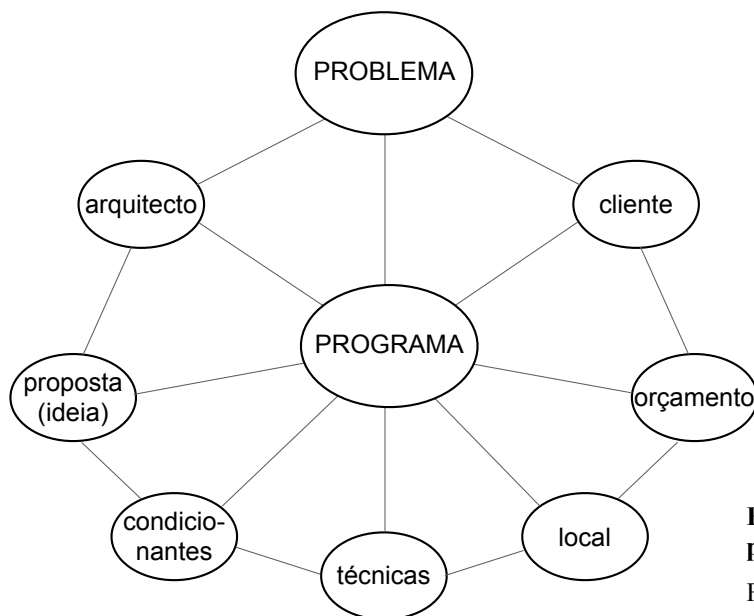 PROBLEMA
arquitecto
cliente
PROGRAMA
proposta
(ideia)
orçamento
condicio-
nantes
local
técnicas